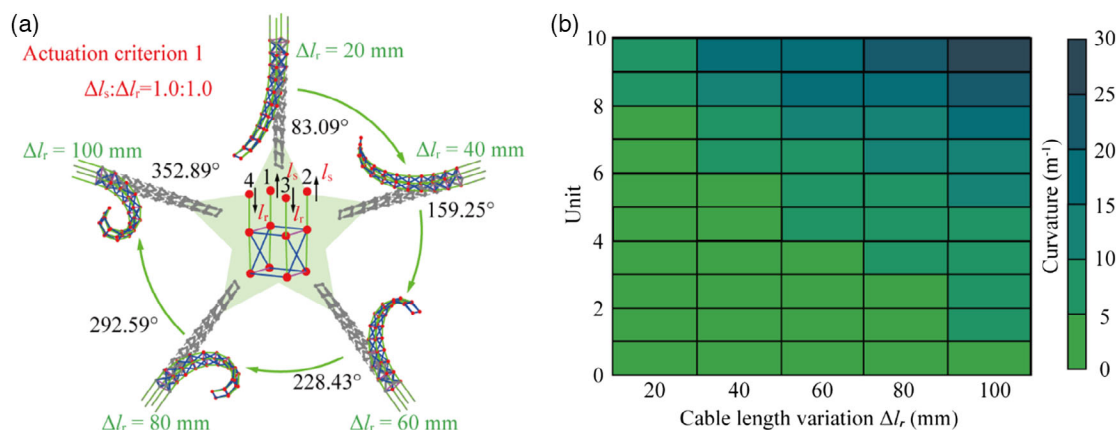 (a)
Actuation criterion 1
Δls:Δlr=1.0:1.0
Δlr = 20 mm
83.09°
Δlr = 40 mm
159.25°
Δlr = 60 mm
228.43°
Δlr = 80 mm
292.59°
Δlr = 100 mm
352.89°
4 1 ls 3 2 ls
lr lr
(b)
Unit
10
8
6
4
2
0
20 40 60 80 100
Cable length variation Δlr (mm)
Curvature (m⁻¹)
30
25
20
15
10
5
0